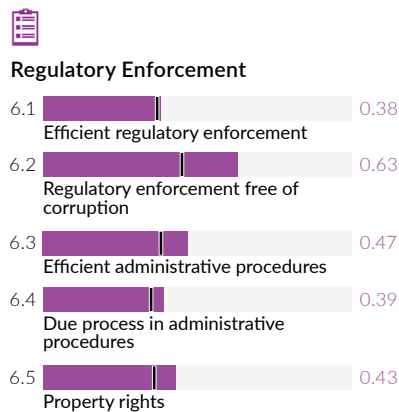 Regulatory Enforcement
6.1 0.38
Efficient regulatory enforcement
6.2 0.63
Regulatory enforcement free of
corruption
6.3 0.47
Efficient administrative procedures
6.4 0.39
Due process in administrative
procedures
6.5 0.43
Property rights